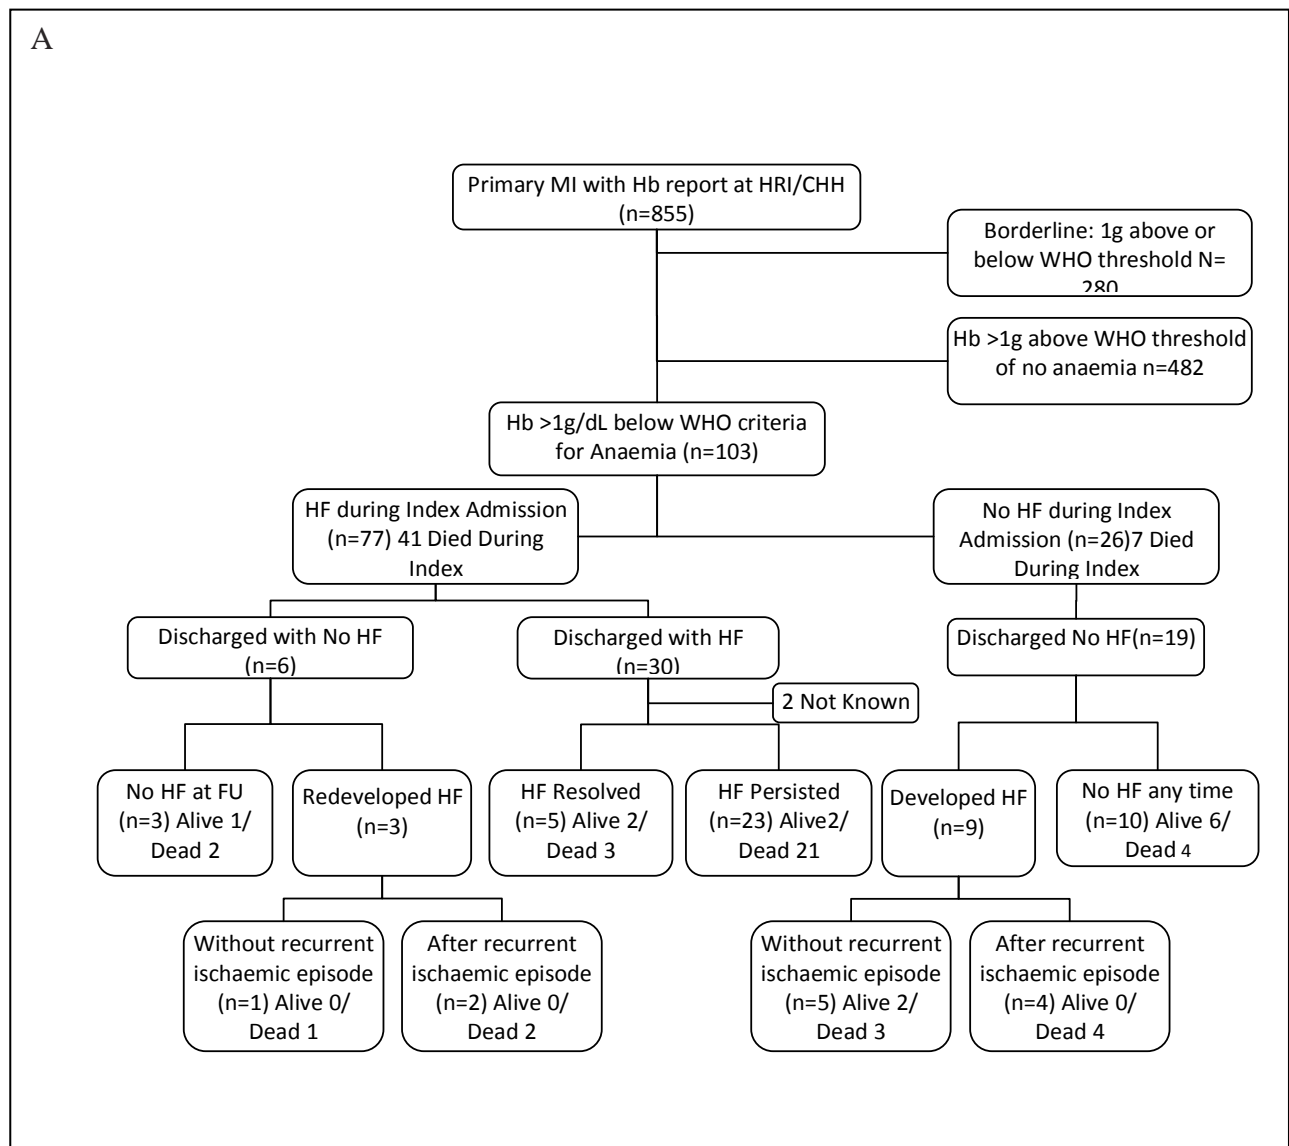 A
Primary MI with Hb report at HRI/CHH
(n=855)
Borderline: 1g above or
below WHO threshold N=
280
Hb >1g above WHO threshold
of no anaemia n=482
Hb >1g/dL below WHO criteria
for Anaemia (n=103)
HF during Index Admission
(n=77) 41 Died During
Index
No HF during Index
Admission (n=26)7 Died
During Index
Discharged with No HF
(n=6)
Discharged with HF
(n=30)
Discharged No HF(n=19)
2 Not Known
No HF at FU
(n=3) Alive 1/
Dead 2
Redeveloped HF
(n=3)
HF Resolved
(n=5) Alive 2/
Dead 3
HF Persisted
(n=23) Alive2/
Dead 21
Developed HF
(n=9)
No HF any time
(n=10) Alive 6/
Dead 4
Without recurrent
ischaemic episode
(n=1) Alive 0/
Dead 1
After recurrent
ischaemic episode
(n=2) Alive 0/
Dead 2
Without recurrent
ischaemic episode
(n=5) Alive 2/
Dead 3
After recurrent
ischaemic episode
(n=4) Alive 0/
Dead 4